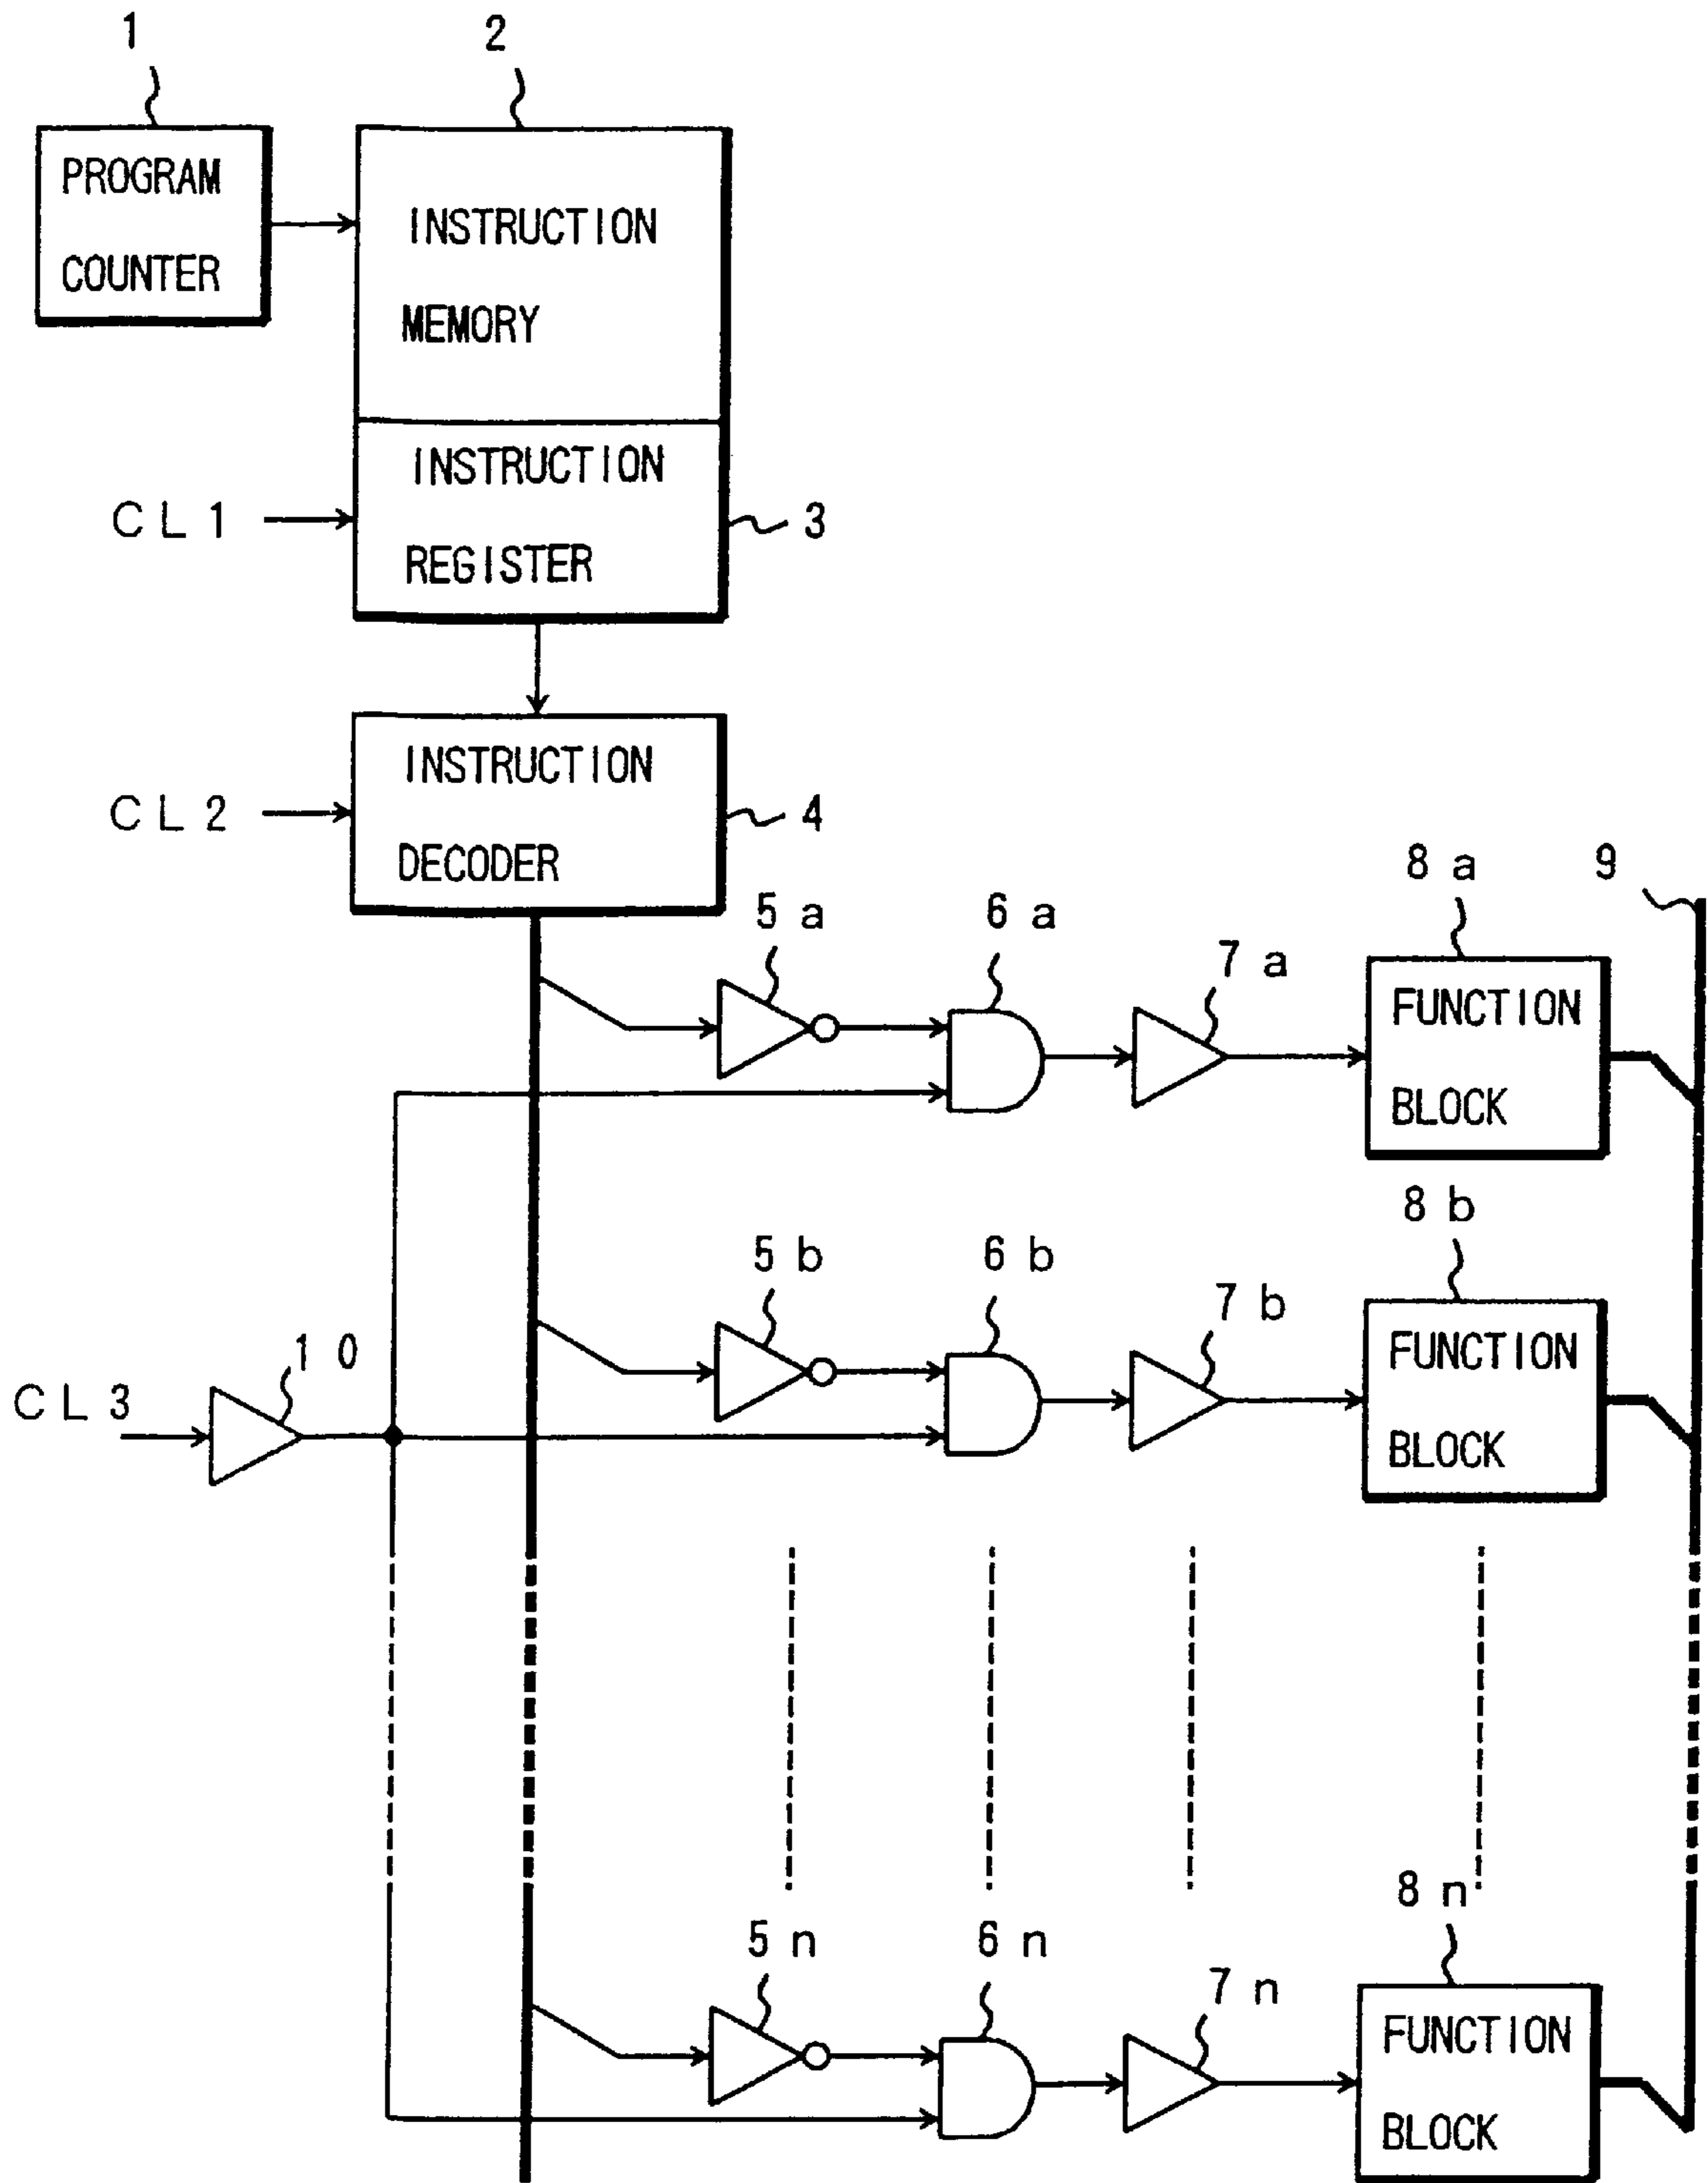 1
2
PROGRAM
COUNTER
INSTRUCTION
MEMORY
INSTRUCTION
REGISTER
CL1
3
INSTRUCTION
DECODER
CL2
4
5a
6a
7a
8a
9
FUNCTION
BLOCK
5b
6b
7b
8b
FUNCTION
BLOCK
10
CL3
5n
6n
7n
8n
FUNCTION
BLOCK